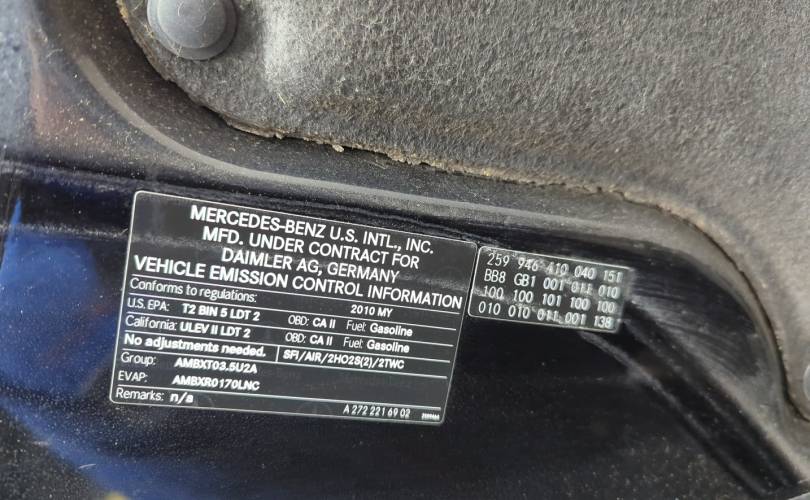 MERCEDES-BENZ U.S. INTL., INC.
MFD. UNDER CONTRACT FOR
DAIMLER AG, GERMANY
VEHICLE EMISSION CONTROL INFORMATION
Conforms to regulations: 2010 MY
U.S. EPA: T2 BIN 5 LDT 2 OBD: CA II Fuel: Gasoline
California: ULEV II LDT 2 OBD: CA II Fuel: Gasoline
No adjustments needed. SFI/AIR/2HO2S(2)/2TWC
Group: AMBXT03.5U2A
EVAP: AMBXR0170LNC
Remarks: n/a
A 272 221 69 02
259 946 A10 040 151
BB8 GB1 001 011 010
100 100 101 100 100
010 010 011 001 138